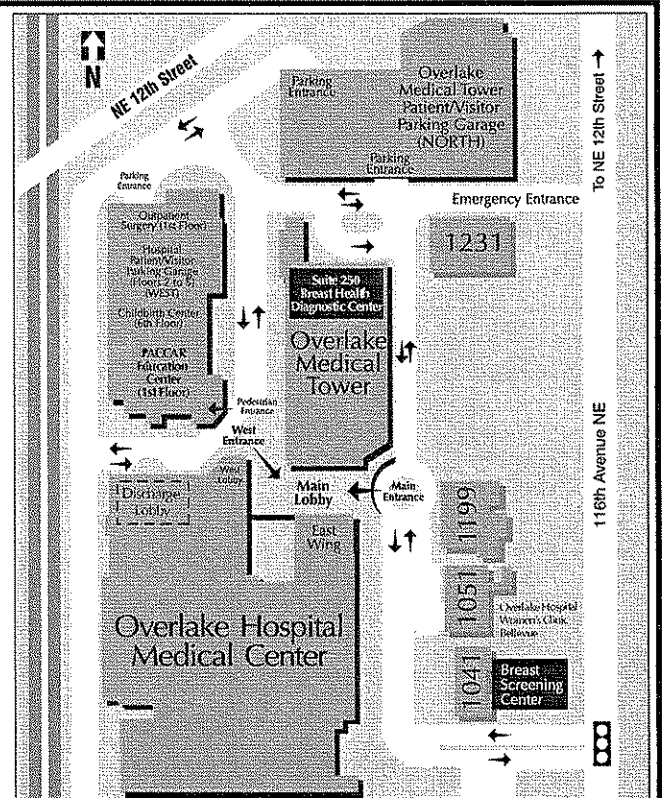 N
NE 12th Street
Parking
Entrance
Overlake
Medical Tower
Patient/Visitor
Parking Garage
(NORTH)
Parking
Entrance
To NE 12th Street →
Parking
Entrance
Emergency Entrance
Outpatient
Surgery (1st Floor)
Hospital
Patient/Visitor
Parking Garage
(Floors 2 to 5)
(WEST)
Childbirth Center
(6th Floor)
PACCAR
Education
Center
(1st Floor)
1231
Suite 250
Breast Health
Diagnostic Center
Overlake
Medical
Tower
Pedestrian
Entrance
West
Entrance
West
Lobby
Main
Lobby
Main
Entrance
116th Avenue NE
Discharge
Lobby
East
Wing
1199
1051
Overlake Hospital
Women's Clinic
Bellevue
Overlake Hospital
Medical Center
1041
Breast
Screening
Center